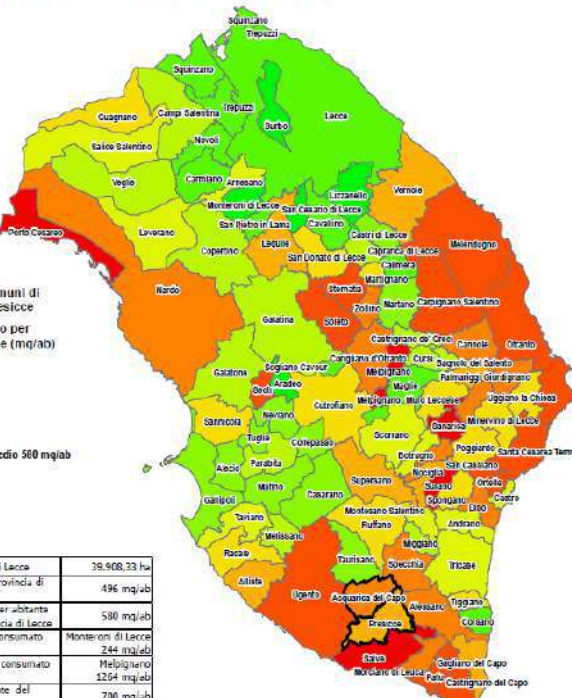 Squinzano
Trepuzzi
Squinzano
Campi Salentina
Trepuzzi
Guagnano
Surbo
Lecce
Salice Salentino
Novoli
Veglie
Carmiano
Arnesano
Lizzanello
Vernole
Monteroni di Lecce
San Cesario di Lecce
Porto Cesareo
Leverano
San Pietro in Lama
Cavallino
Copertino
Lequile
Castri di Lecce
Melendugno
San Donato di Lecce
Caprarica di Lecce
Calimera
Martignano
muni di
esicce
Nardo
Sternatia
Zollino
Martano
Carpignano Salentino
o per
e (mq/ab)
Galatina
Soleto
Castrignano de' Greci
Cannole
Otranto
Corigliano d'Otranto
Melpignano
Cursi
Bagnolo del Salento
Galatone
Sogliano Cavour
Maglie
Palmariggi
Giurdignano
Seclì
Aradeo
Cutrofiano
Melpignano
Muro Leccese
Uggiano la Chiesa
Neviano
Sannicola
Scorrano
Sanarica
Minervino di Lecce
Tuglie
Collepasso
Botrugno
Poggiardo
Santa Cesarea Term
edio 580 mq/ab
Alezio
Parabita
Nociglia
San Cassiano
Supersano
Surano
Ortelle
Matino
Casarano
Spongano
Diso
Castro
Gallipoli
Montesano Salentino
Taviano
Ruffano
Andrano
Melissano
Miggiano
Racale
Taurisano
Specchia
Tricase
Alliste
Ugento
Acquarica del Capo
Alessano
Tiggiano
Presicce
Corsano
Salve
Morciano di Leuca
Gagliano del Capo
Patu
Castrignano del Capo
di Lecce 39.908,33 ha
rovincia di 496 mq/ab
er abitante
cia di Lecce 580 mq/ab
onsumato Monteroni di Lecce
244 mq/ab
consumato Melpignano
1264 mq/ab
te del 700 mq/ab